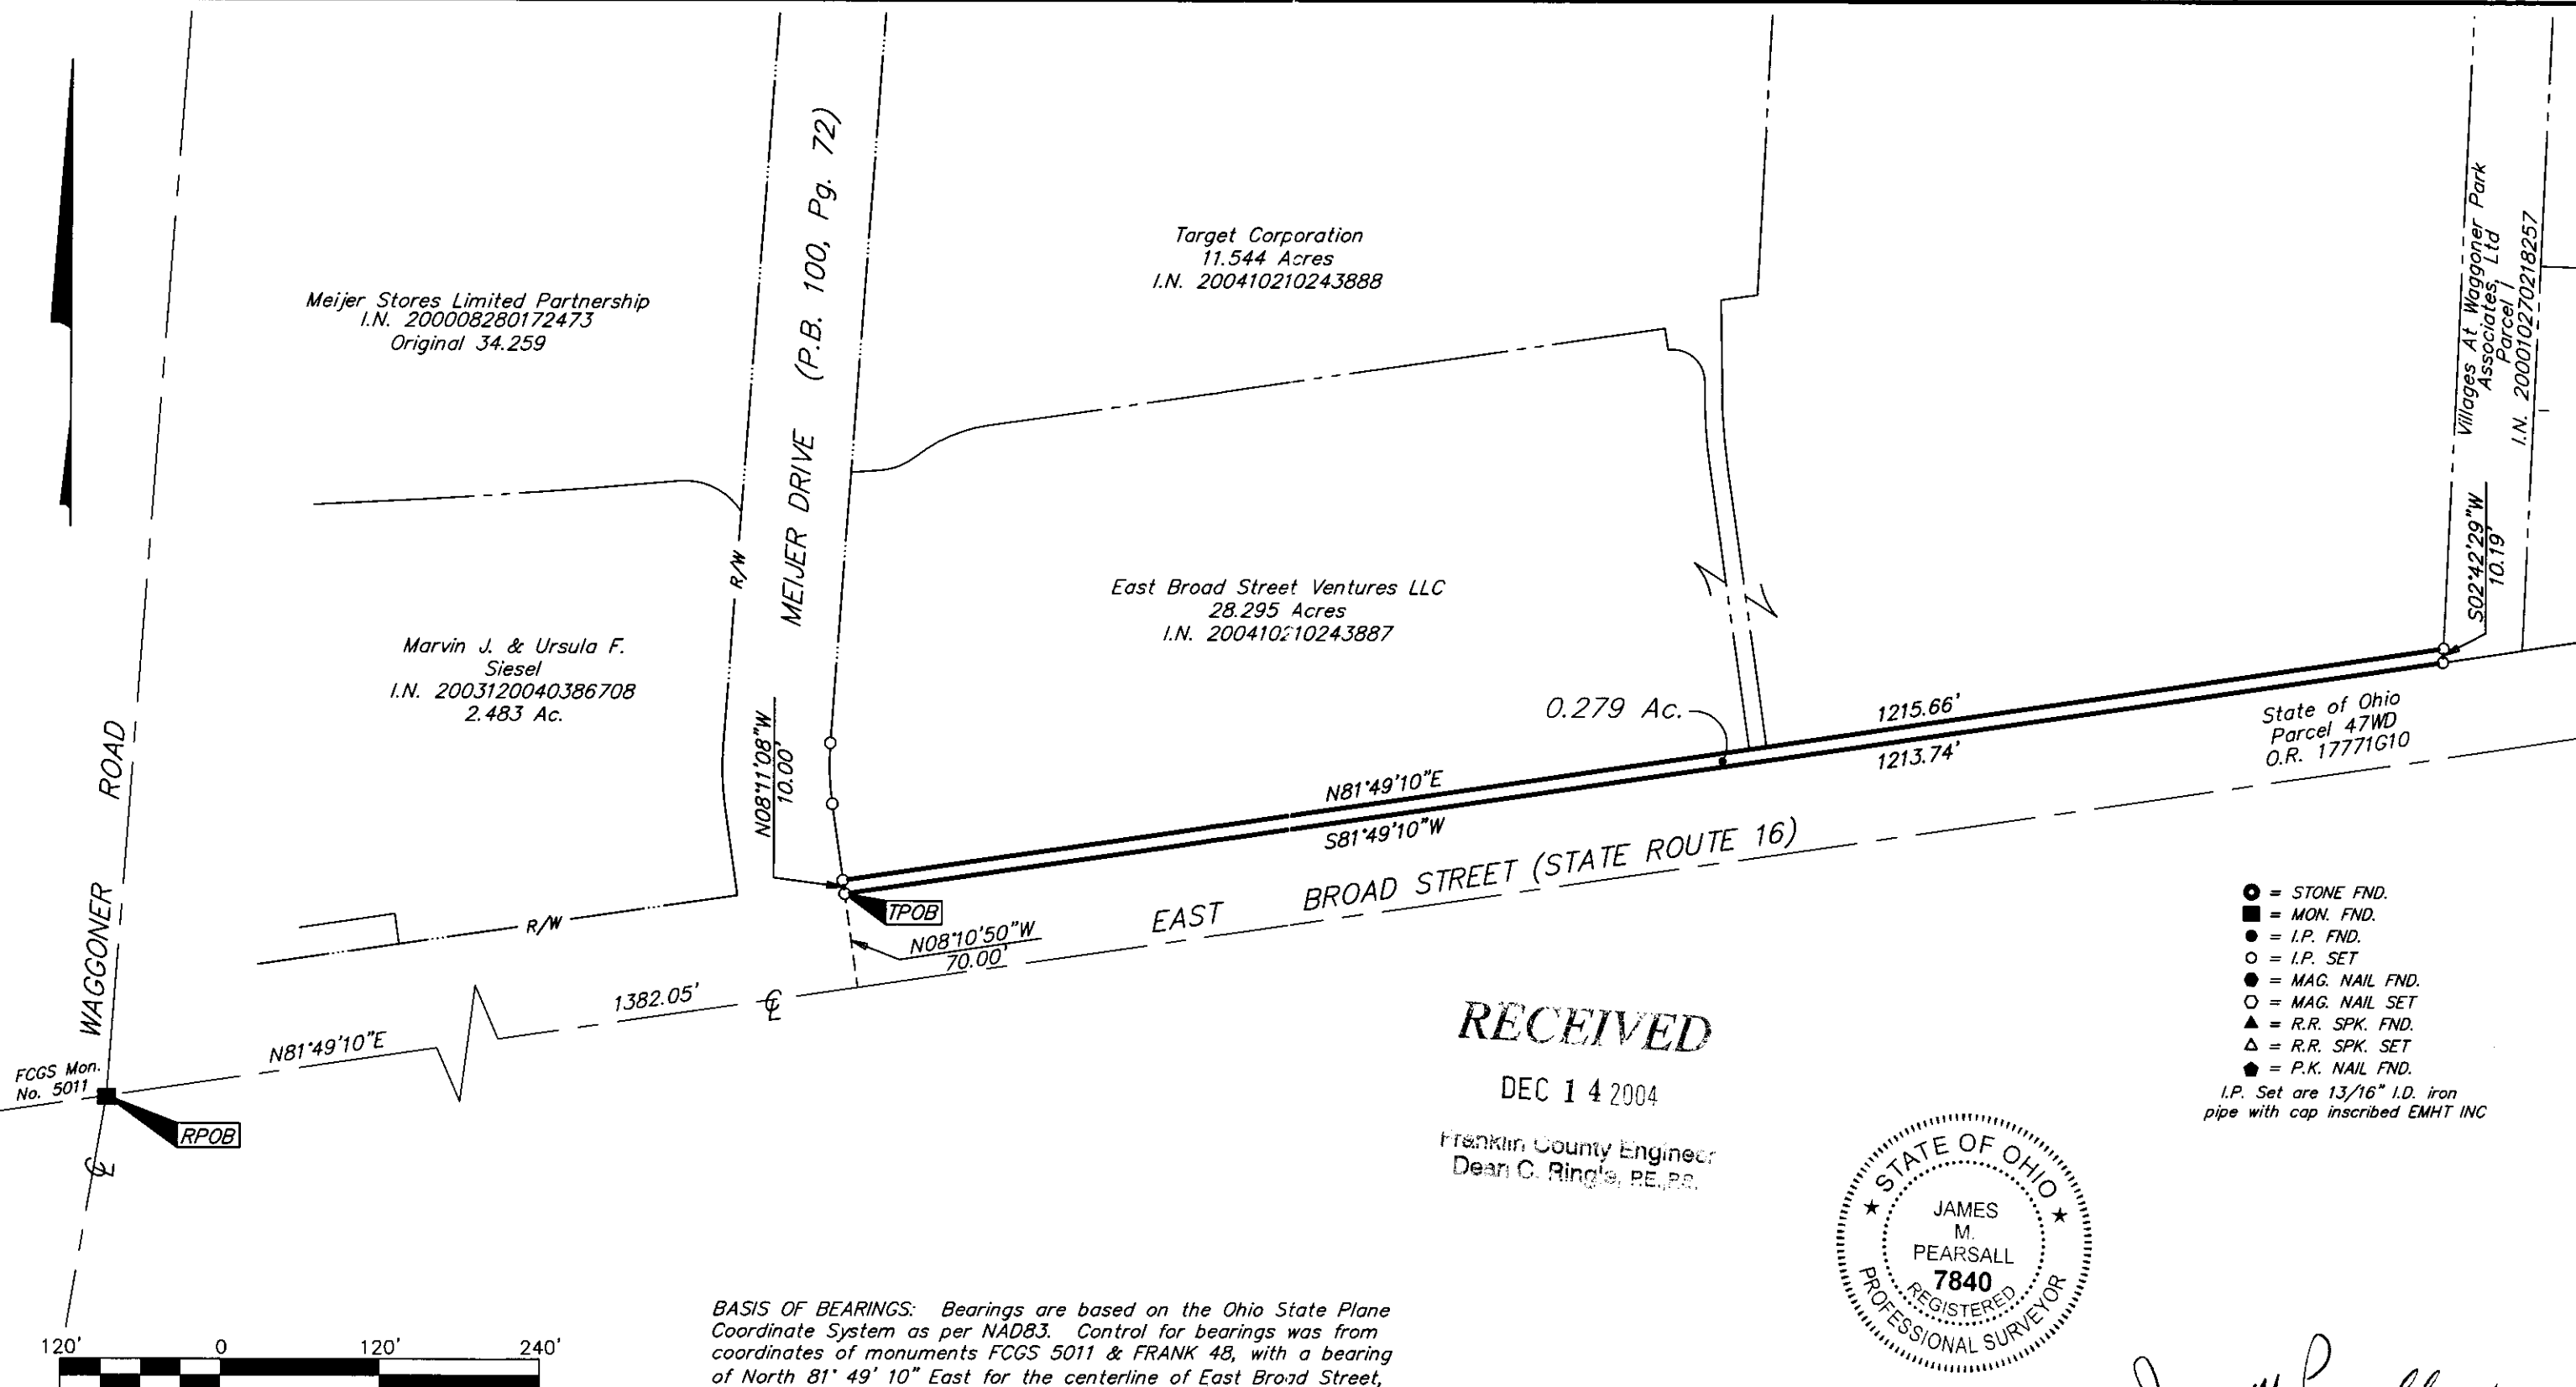 Meijer Stores Limited Partnership
I.N. 200008280172473
Original 34.259
MEIJER DRIVE (P.B. 100, Pg. 72)
Target Corporation
11.544 Acres
I.N. 200410210243888
Villages At Waggoner Park
Associates, Ltd
Parcel I
I.N. 200010270218257
S02°42'29"W
10.19'
R/W
East Broad Street Ventures LLC
28.295 Acres
I.N. 200410210243887
Marvin J. & Ursula F.
Siesel
I.N. 2003120040386708
2.483 Ac.
N08°11'08"W
10.00'
0.279 Ac.
1215.66'
1213.74'
State of Ohio
Parcel 47WD
O.R. 17771G10
N81°49'10"E
S81°49'10"W
EAST BROAD STREET (STATE ROUTE 16)
TPOB
R/W
N08°10'50"W
70.00'
WAGGONER ROAD
1382.05'
N81°49'10"E
FCGS Mon.
No. 5011
RPOB
= STONE FND.
= MON. FND.
= I.P. FND.
= I.P. SET
= MAG. NAIL FND.
= MAG. NAIL SET
= R.R. SPK. FND.
= R.R. SPK. SET
= P.K. NAIL FND.
I.P. Set are 13/16" I.D. iron
pipe with cap inscribed EMHT INC
RECEIVED
DEC 14 2004
Franklin County Engineer
Dean C. Ringle, P.E., P.S.
STATE OF OHIO
JAMES
M.
PEARSALL
7840
REGISTERED
PROFESSIONAL SURVEYOR
BASIS OF BEARINGS: Bearings are based on the Ohio State Plane
Coordinate System as per NAD83. Control for bearings was from
coordinates of monuments FCGS 5011 & FRANK 48, with a bearing
of North 81° 49' 10" East for the centerline of East Broad Street,
120' 0 120' 240'